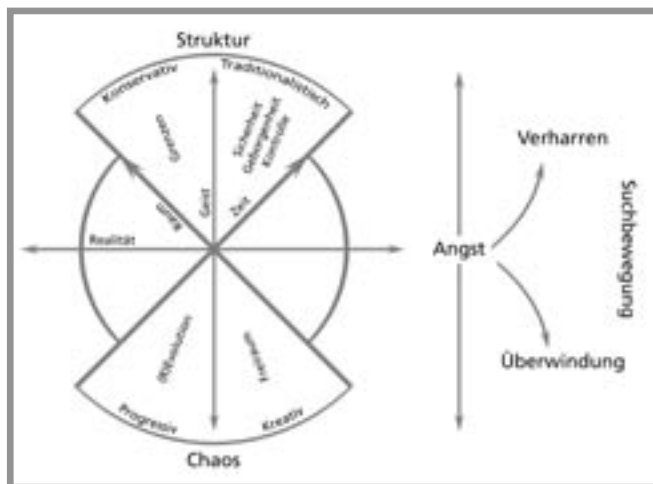 Struktur
Konservativ
Traditionalistisch
Grenzen
Sicherheit
Geborgenheit
Kontrolle
Raum
Geist
Zeit
Realität
(R)Evolution
Freiraum
Progressiv
Kreativ
Chaos
Verharren
Angst
Überwindung
Suchbewegung